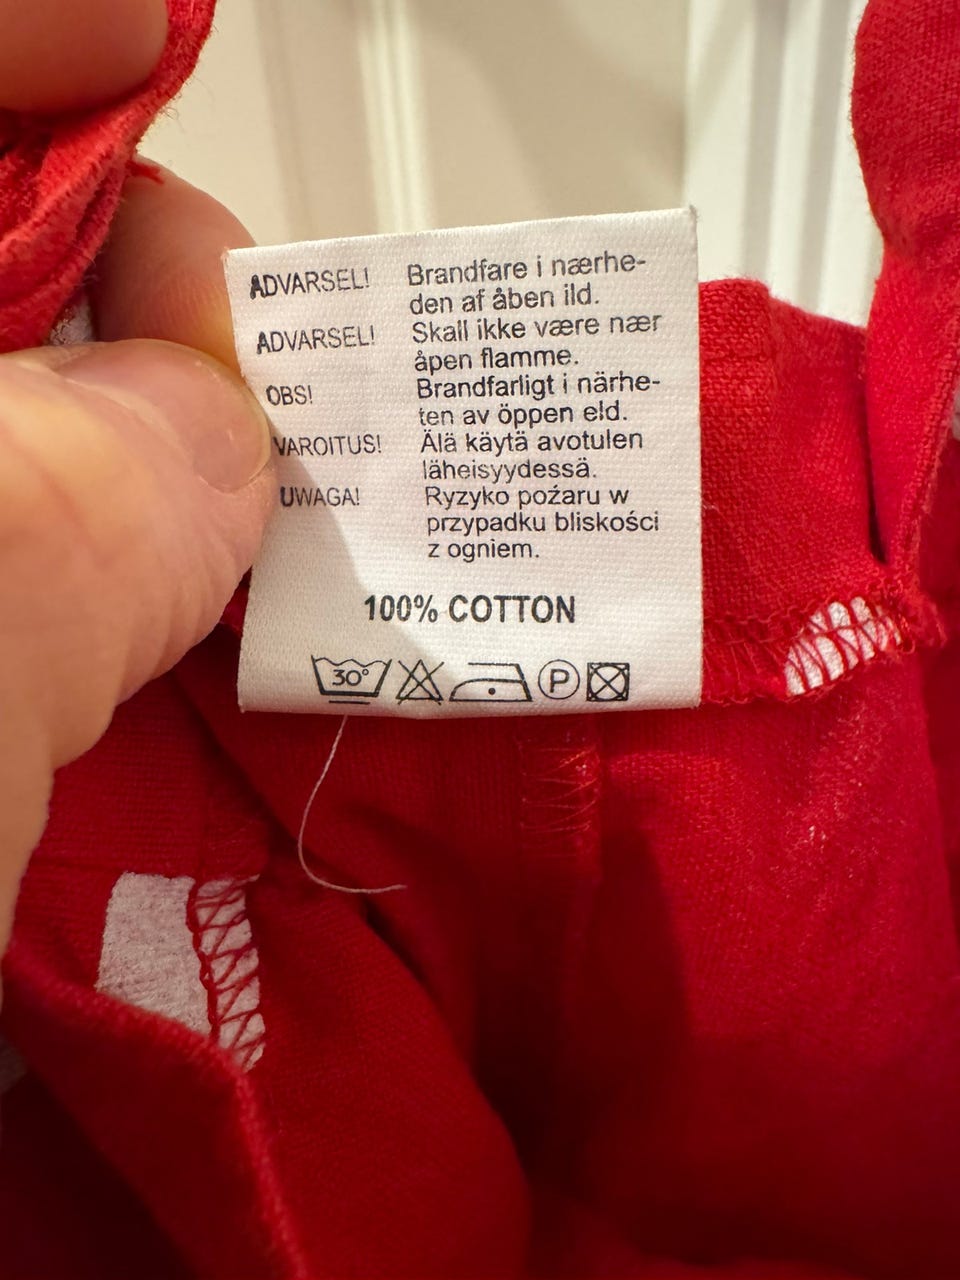 ADVARSEL! Brandfare i nærhe-
den af åben ild.
ADVARSEL! Skall ikke være nær
åpen flamme.
OBS! Brandfarligt i närhe-
ten av öppen eld.
VAROITUS! Älä käytä avotulen
läheisyydessä.
UWAGA! Ryzyko poźaru w
przypadku bliskości
z ogniem.
100% COTTON
30° P